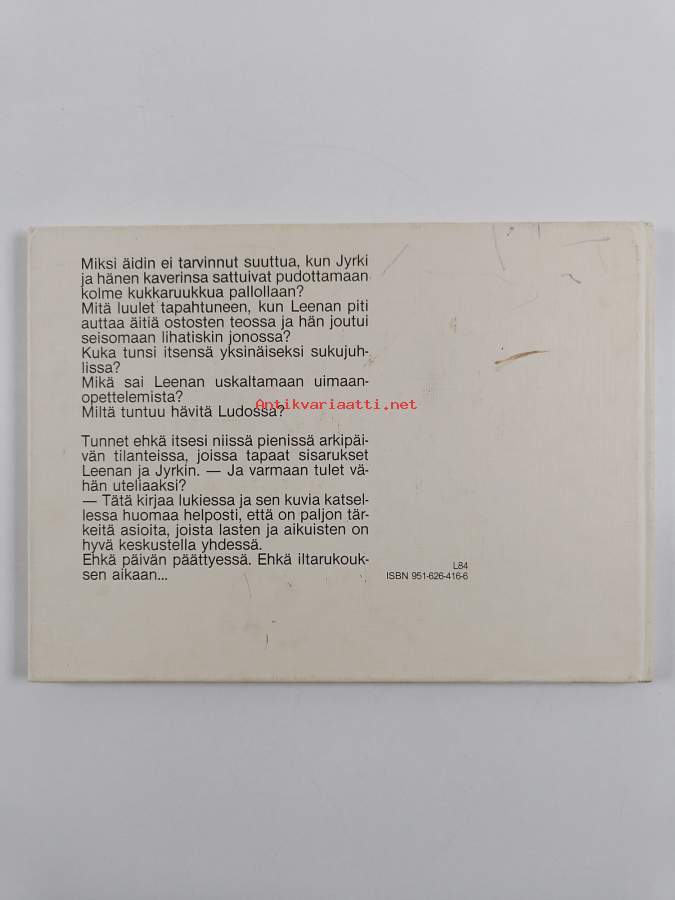 Miksi äidin ei tarvinnut suuttua, kun Jyrki
ja hänen kaverinsa sattuivat pudottamaan
kolme kukkaruukkua pallollaan?
Mitä luulet tapahtuneen, kun Leenan piti
auttaa äitiä ostosten teossa ja hän joutui
seisomaan lihatiskin jonossa?
Kuka tunsi itsensä yksinäiseksi sukujuh-
lissa?
Mikä sai Leenan uskaltamaan uimaan-
opettelemista?
Antikvariaatti.net
Miltä tuntuu hävitä Ludossa?
Tunnet ehkä itsesi niissä pienissä arkipäi-
vän tilanteissa, joissa tapaat sisarukset
Leenan ja Jyrkin. — Ja varmaan tulet vä-
hän uteliaaksi?
— Tätä kirjaa lukiessa ja sen kuvia katsel-
lessa huomaa helposti, että on paljon tär-
keitä asioita, joista lasten ja aikuisten on
hyvä keskustella yhdessä.
Ehkä päivän päättyessä. Ehkä iltarukouk-
sen aikaan...
L84
ISBN 951-626-416-6